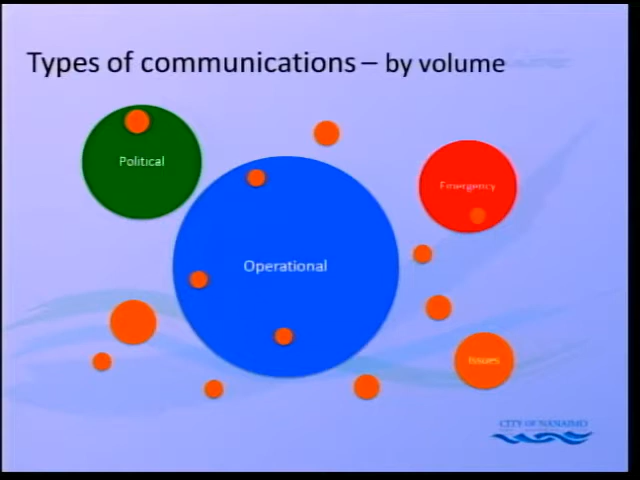 Types of communications – by volume
Political
Emergency
Operational
Issues
CITY OF NANAIMO